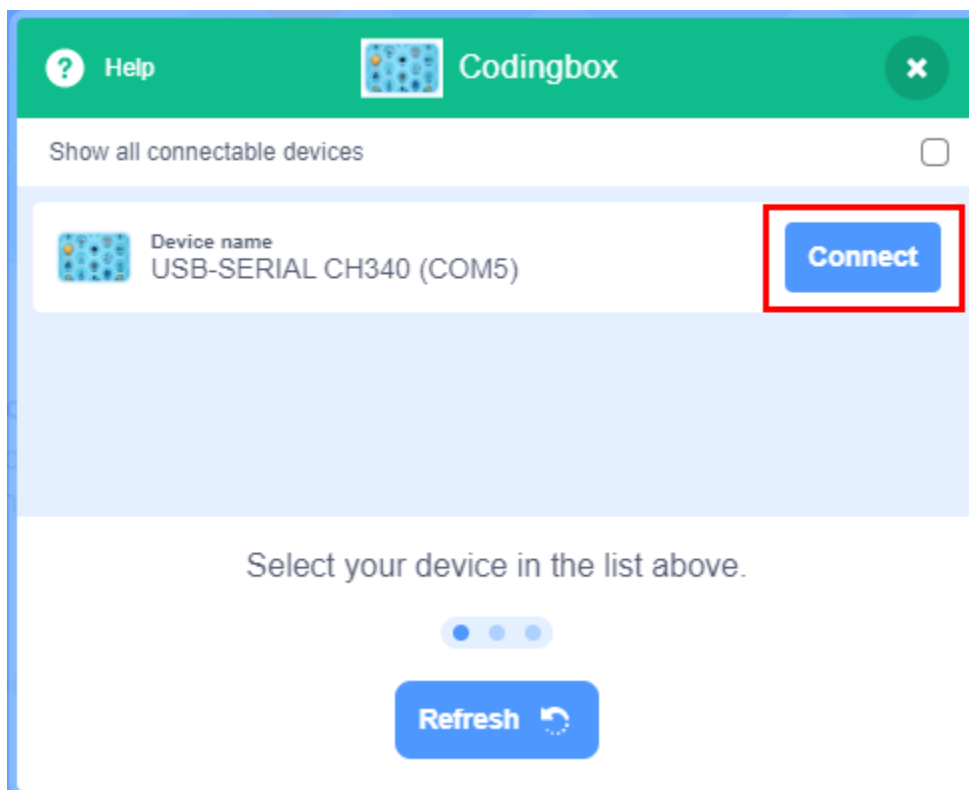 ? Help
Codingbox
Show all connectable devices
Device name
USB-SERIAL CH340 (COM5)
Connect
Select your device in the list above.
Refresh